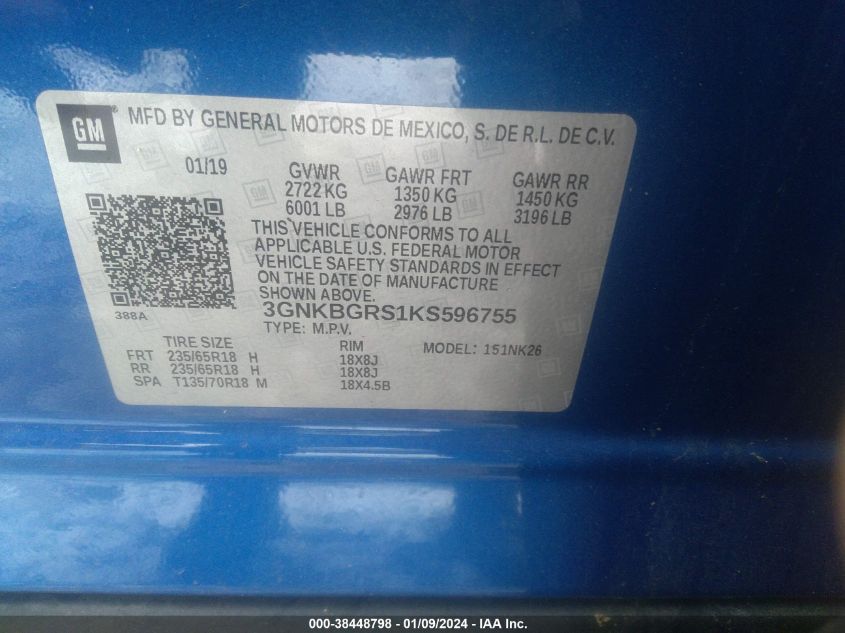 GM
MFD BY GENERAL MOTORS DE MEXICO, S. DE R.L. DE C.V.
01/19 GVWR GAWR FRT GAWR RR
2722 KG 1350 KG 1450 KG
6001 LB 2976 LB 3196 LB
THIS VEHICLE CONFORMS TO ALL
APPLICABLE U.S. FEDERAL MOTOR
VEHICLE SAFETY STANDARDS IN EFFECT
ON THE DATE OF MANUFACTURE
SHOWN ABOVE.
388A
3GNKBGRS1KS596755
TYPE: M.P.V. MODEL: 151NK26
TIRE SIZE RIM
FRT 235/65R18 H 18X8J
RR 235/65R18 H 18X8J
SPA T135/70R18 M 18X4.5B
000-38448798 - 01/09/2024 - IAA Inc.